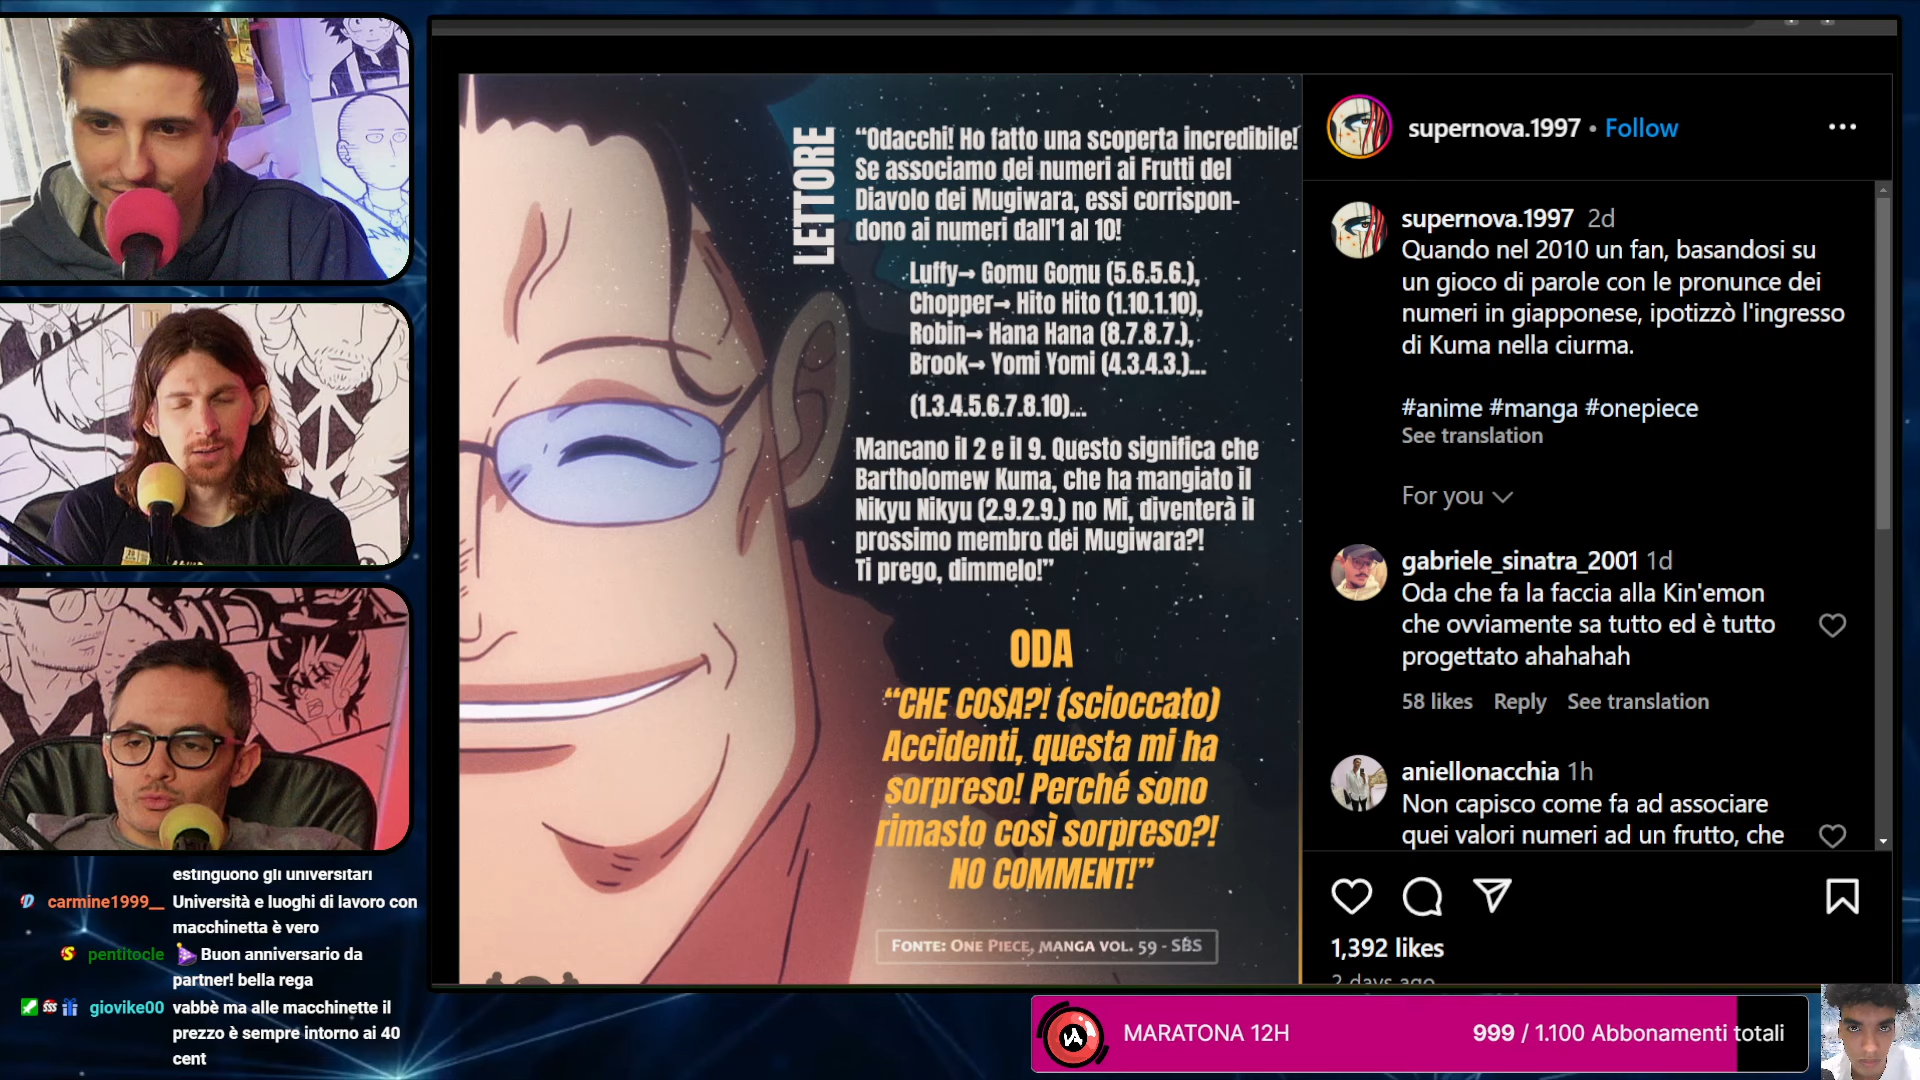 LETTORE
“Odacchi! Ho fatto una scoperta incredibile!
Se associamo dei numeri ai Frutti del
Diavolo dei Mugiwara, essi corrispon-
dono ai numeri dall'1 al 10!
Luffy→ Gomu Gomu (5.6.5.6.),
Chopper→ Hito Hito (1.10.1.10),
Robin→ Hana Hana (8.7.8.7.),
Brook→ Yomi Yomi (4.3.4.3.)...
(1.3.4.5.6.7.8.10)...
Mancano il 2 e il 9. Questo significa che
Bartholomew Kuma, che ha mangiato il
Nikyu Nikyu (2.9.2.9.) no Mi, diventerà il
prossimo membro dei Mugiwara?!
Ti prego, dimmelo!”
ODA
“CHE COSA?! (scioccato)
Accidenti, questa mi ha
sorpreso! Perché sono
rimasto così sorpreso?!
NO COMMENT!”
FONTE: ONE PIECE, MANGA VOL. 59 - SBS
supernova.1997 • Follow
supernova.1997 2d
Quando nel 2010 un fan, basandosi su
un gioco di parole con le pronunce dei
numeri in giapponese, ipotizzò l'ingresso
di Kuma nella ciurma.
#anime #manga #onepiece
See translation
For you
gabriele_sinatra_2001 1d
Oda che fa la faccia alla Kin'emon
che ovviamente sa tutto ed è tutto
progettato ahahahah
58 likes Reply See translation
aniellonacchia 1h
Non capisco come fa ad associare
quei valori numeri ad un frutto, che
1,392 likes
2 days ago
estinguono gli universitari
carmine1999__ Università e luoghi di lavoro con
macchinetta è vero
pentitocle Buon anniversario da
partner! bella rega
giovike00 vabbè ma alle macchinette il
prezzo è sempre intorno ai 40
cent
MARATONA 12H 999 / 1.100 Abbonamenti totali